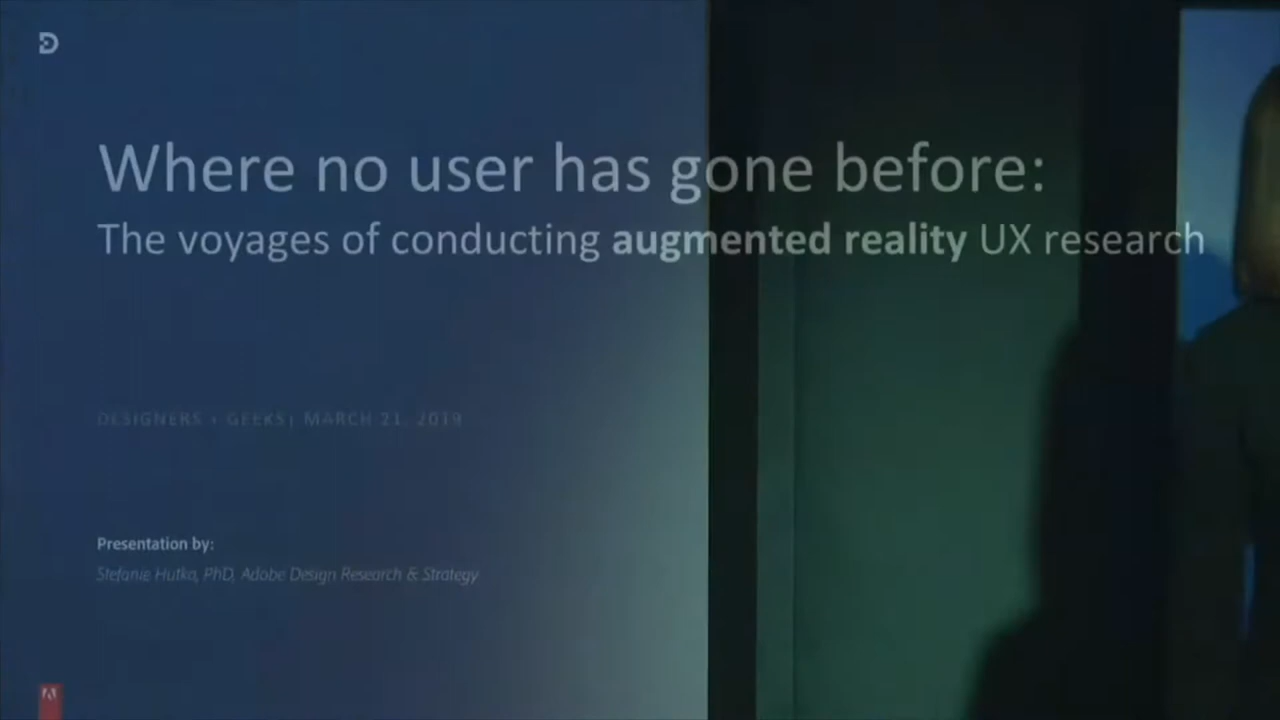 Where no user has gone before:
The voyages of conducting augmented reality UX research
DESIGNERS + GEEKS| MARCH 21, 2019
Presentation by:
Stefanie Hutka, PhD, Adobe Design Research & Strategy